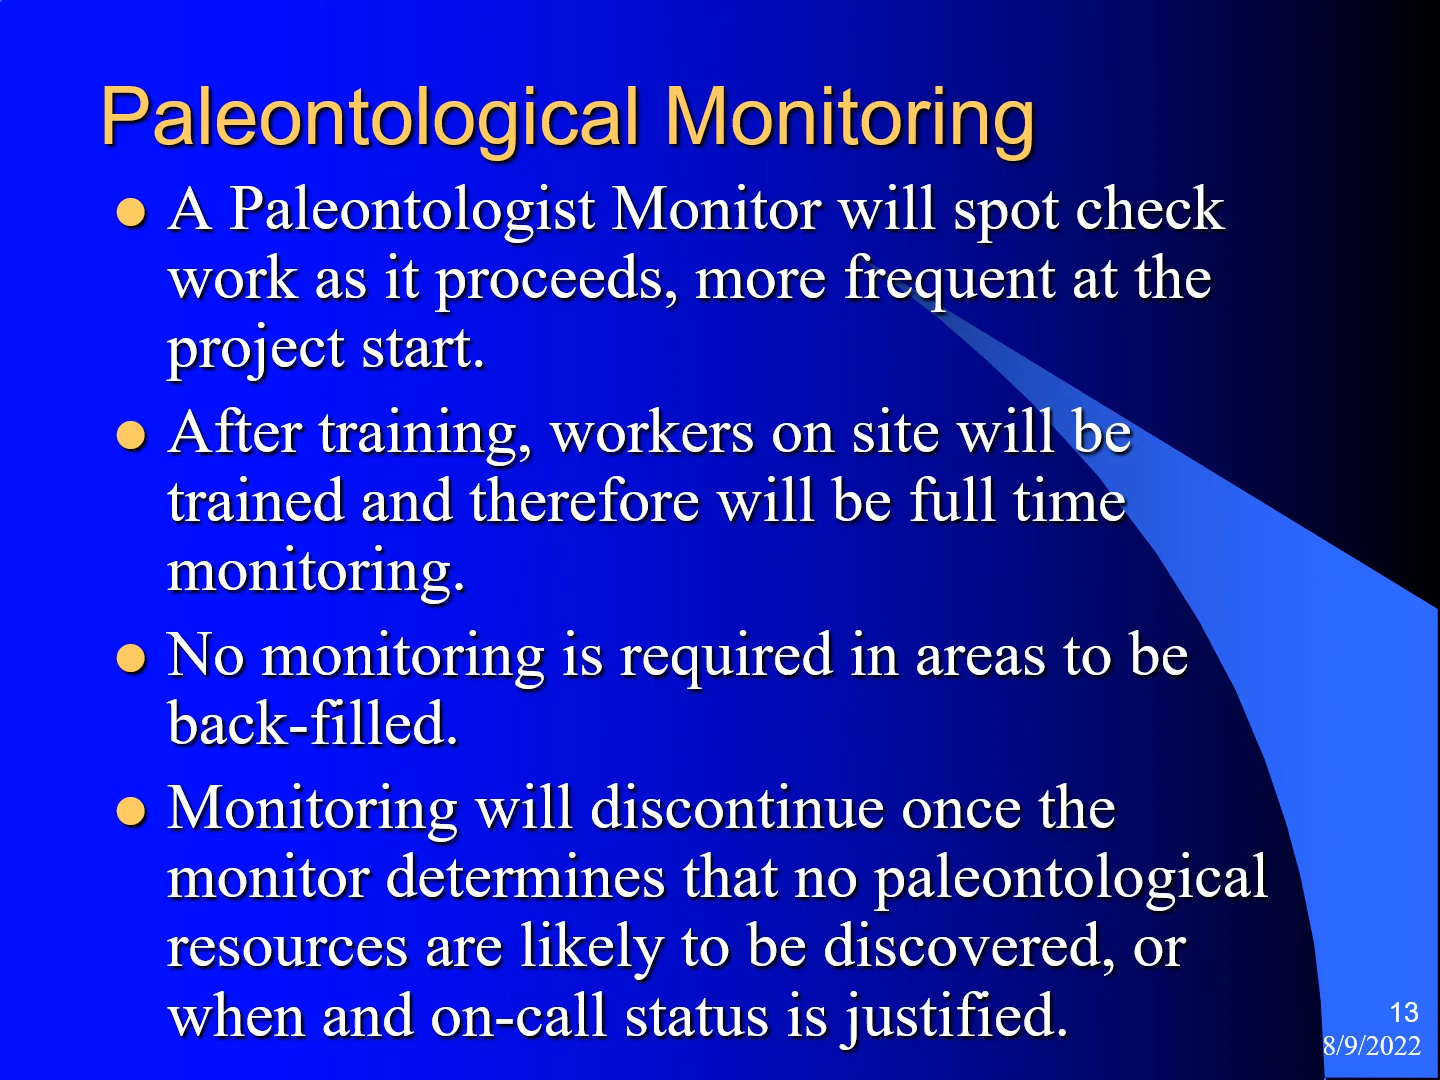 Paleontological Monitoring
A Paleontologist Monitor will spot check
work as it proceeds, more frequent at the
project start.
After training, workers on site will be
trained and therefore will be full time
monitoring.
No monitoring is required in areas to be
back-filled.
Monitoring will discontinue once the
monitor determines that no paleontological
resources are likely to be discovered, or
when and on-call status is justified.
13
8/9/2022